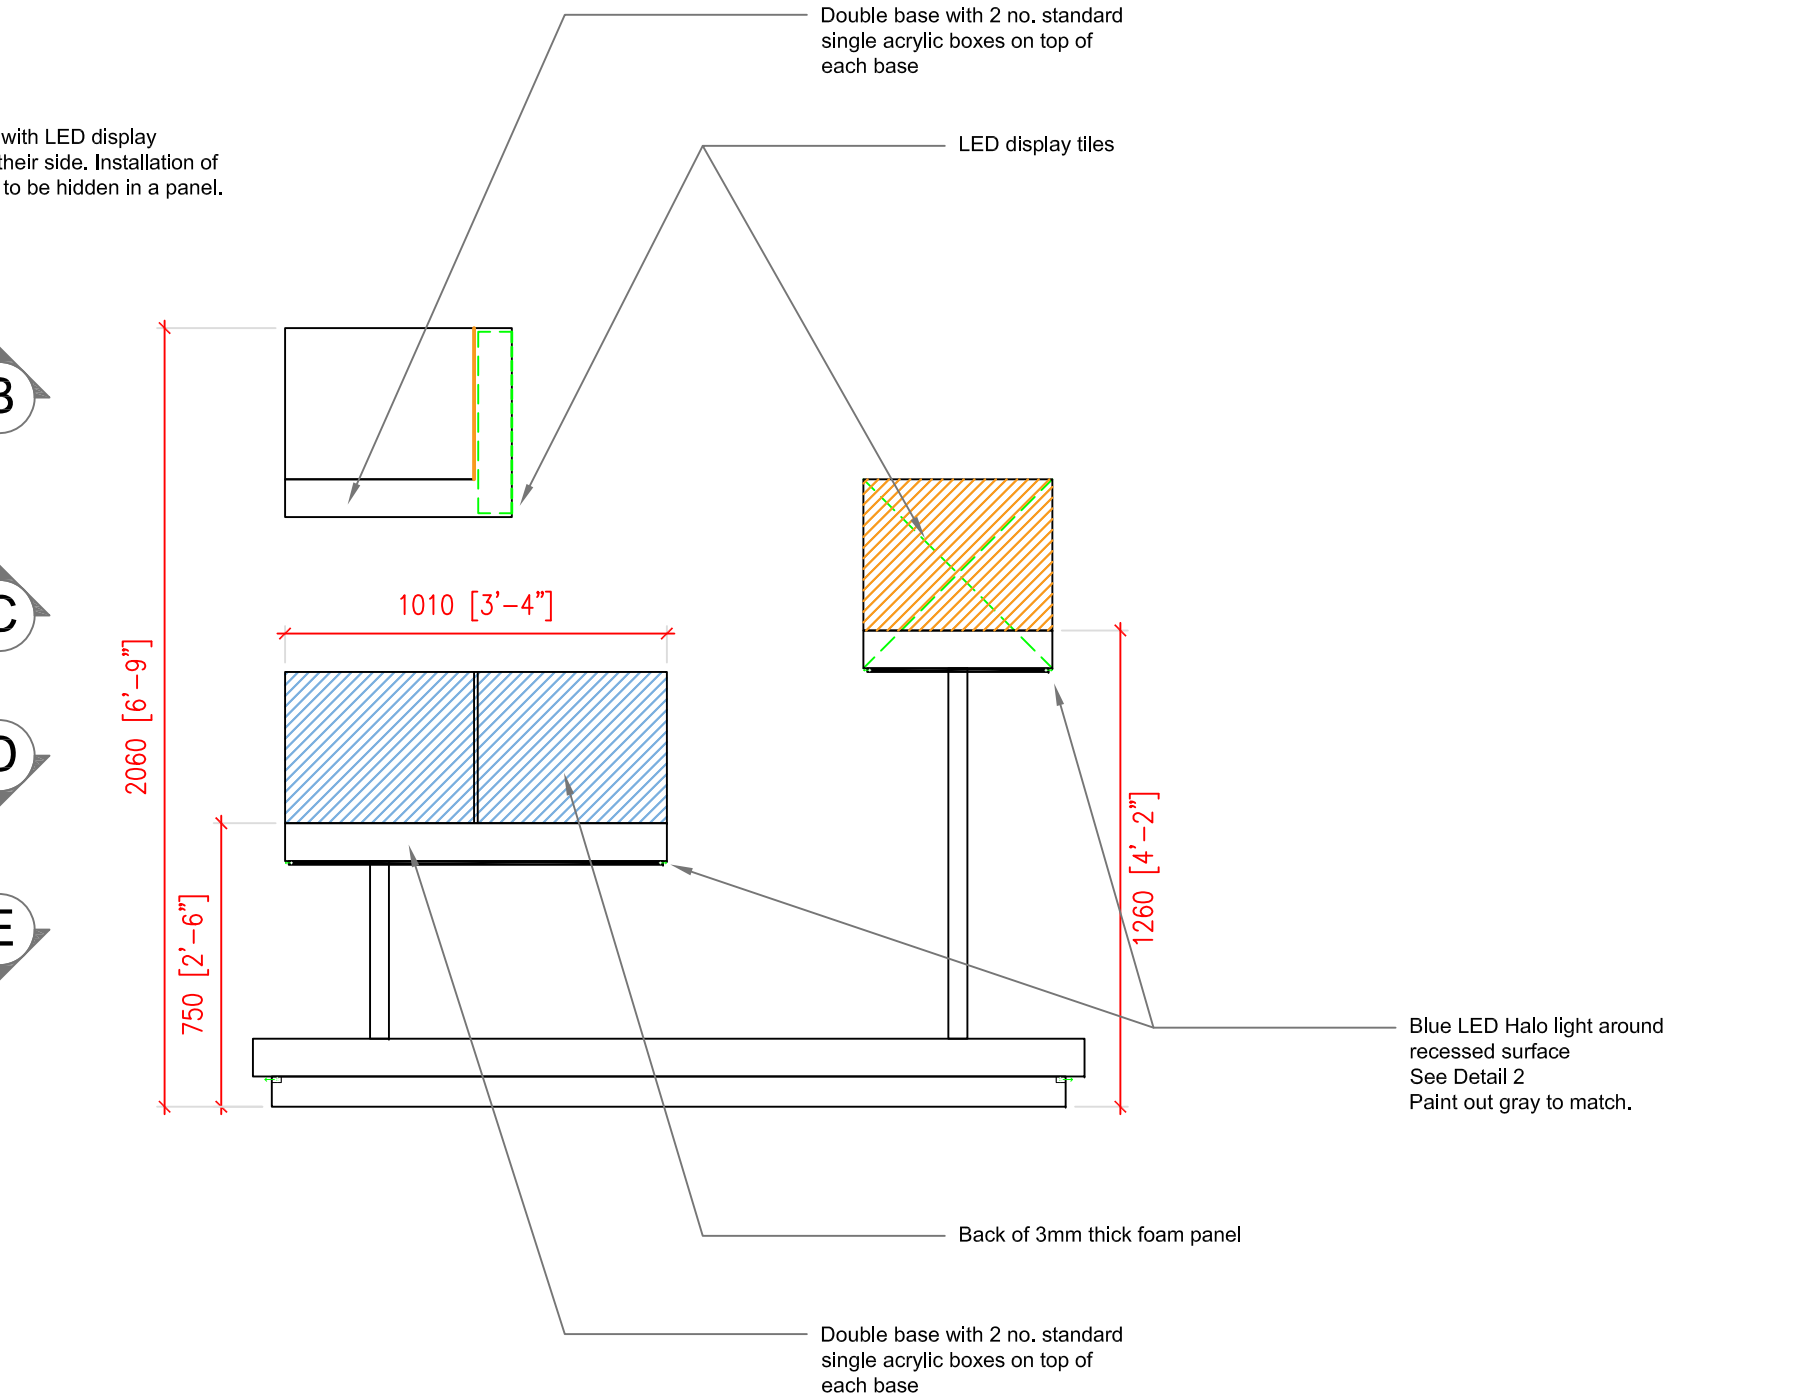 Double base with 2 no. standard
single acrylic boxes on top of
each base
with LED display
their side. Installation of
to be hidden in a panel.
LED display tiles
B
C
D
E
1010 [3'-4"]
2060 [6'-9"]
750 [2'-6"]
1260 [4'-2"]
Blue LED Halo light around
recessed surface
See Detail 2
Paint out gray to match.
Back of 3mm thick foam panel
Double base with 2 no. standard
single acrylic boxes on top of
each base